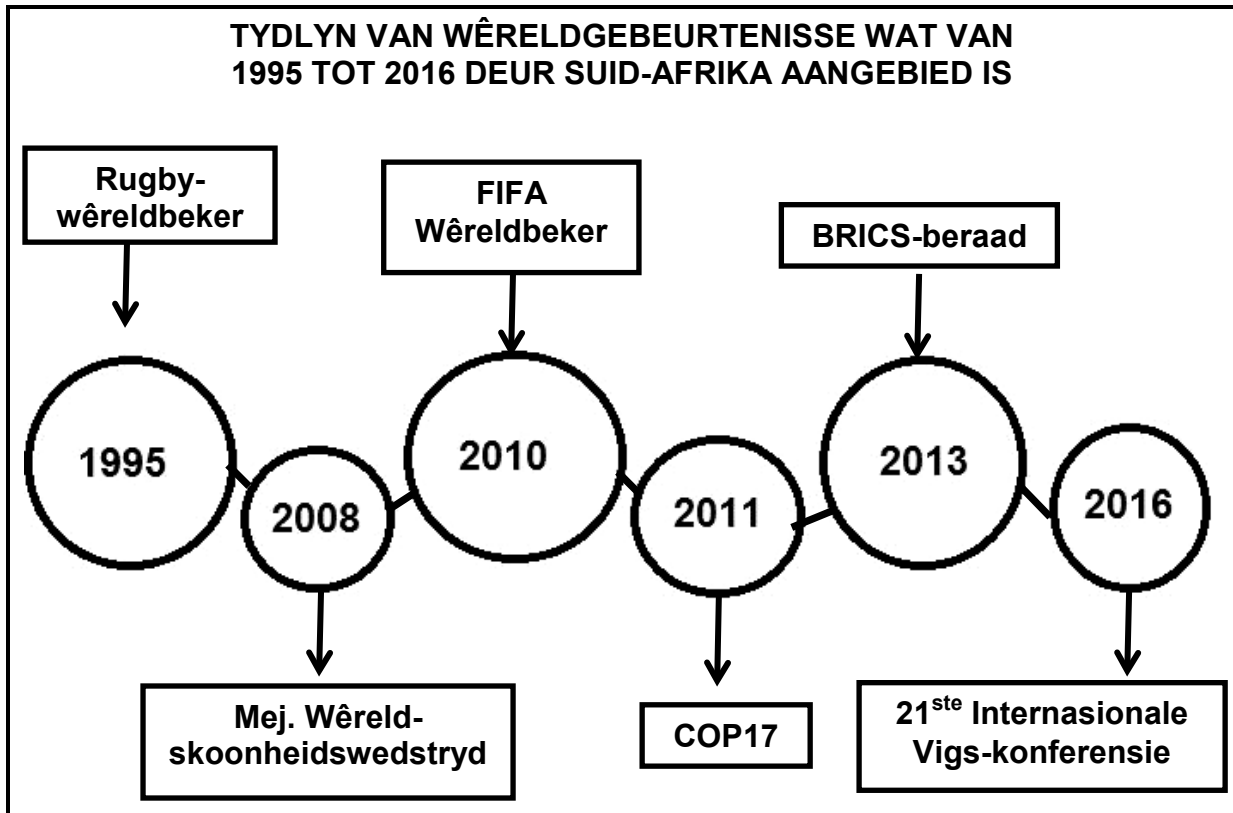 TYDLYN VAN WÊRELDGEBEURTENISSE WAT VAN
1995 TOT 2016 DEUR SUID-AFRIKA AANGEBIED IS
Rugby-
wêreldbeker
FIFA
Wêreldbeker
BRICS-beraad
1995
2008
2010
2011
2013
2016
Mej. Wêreld-
skoonheidswedstryd
COP17
21ste Internasionale
Vigs-konferensie